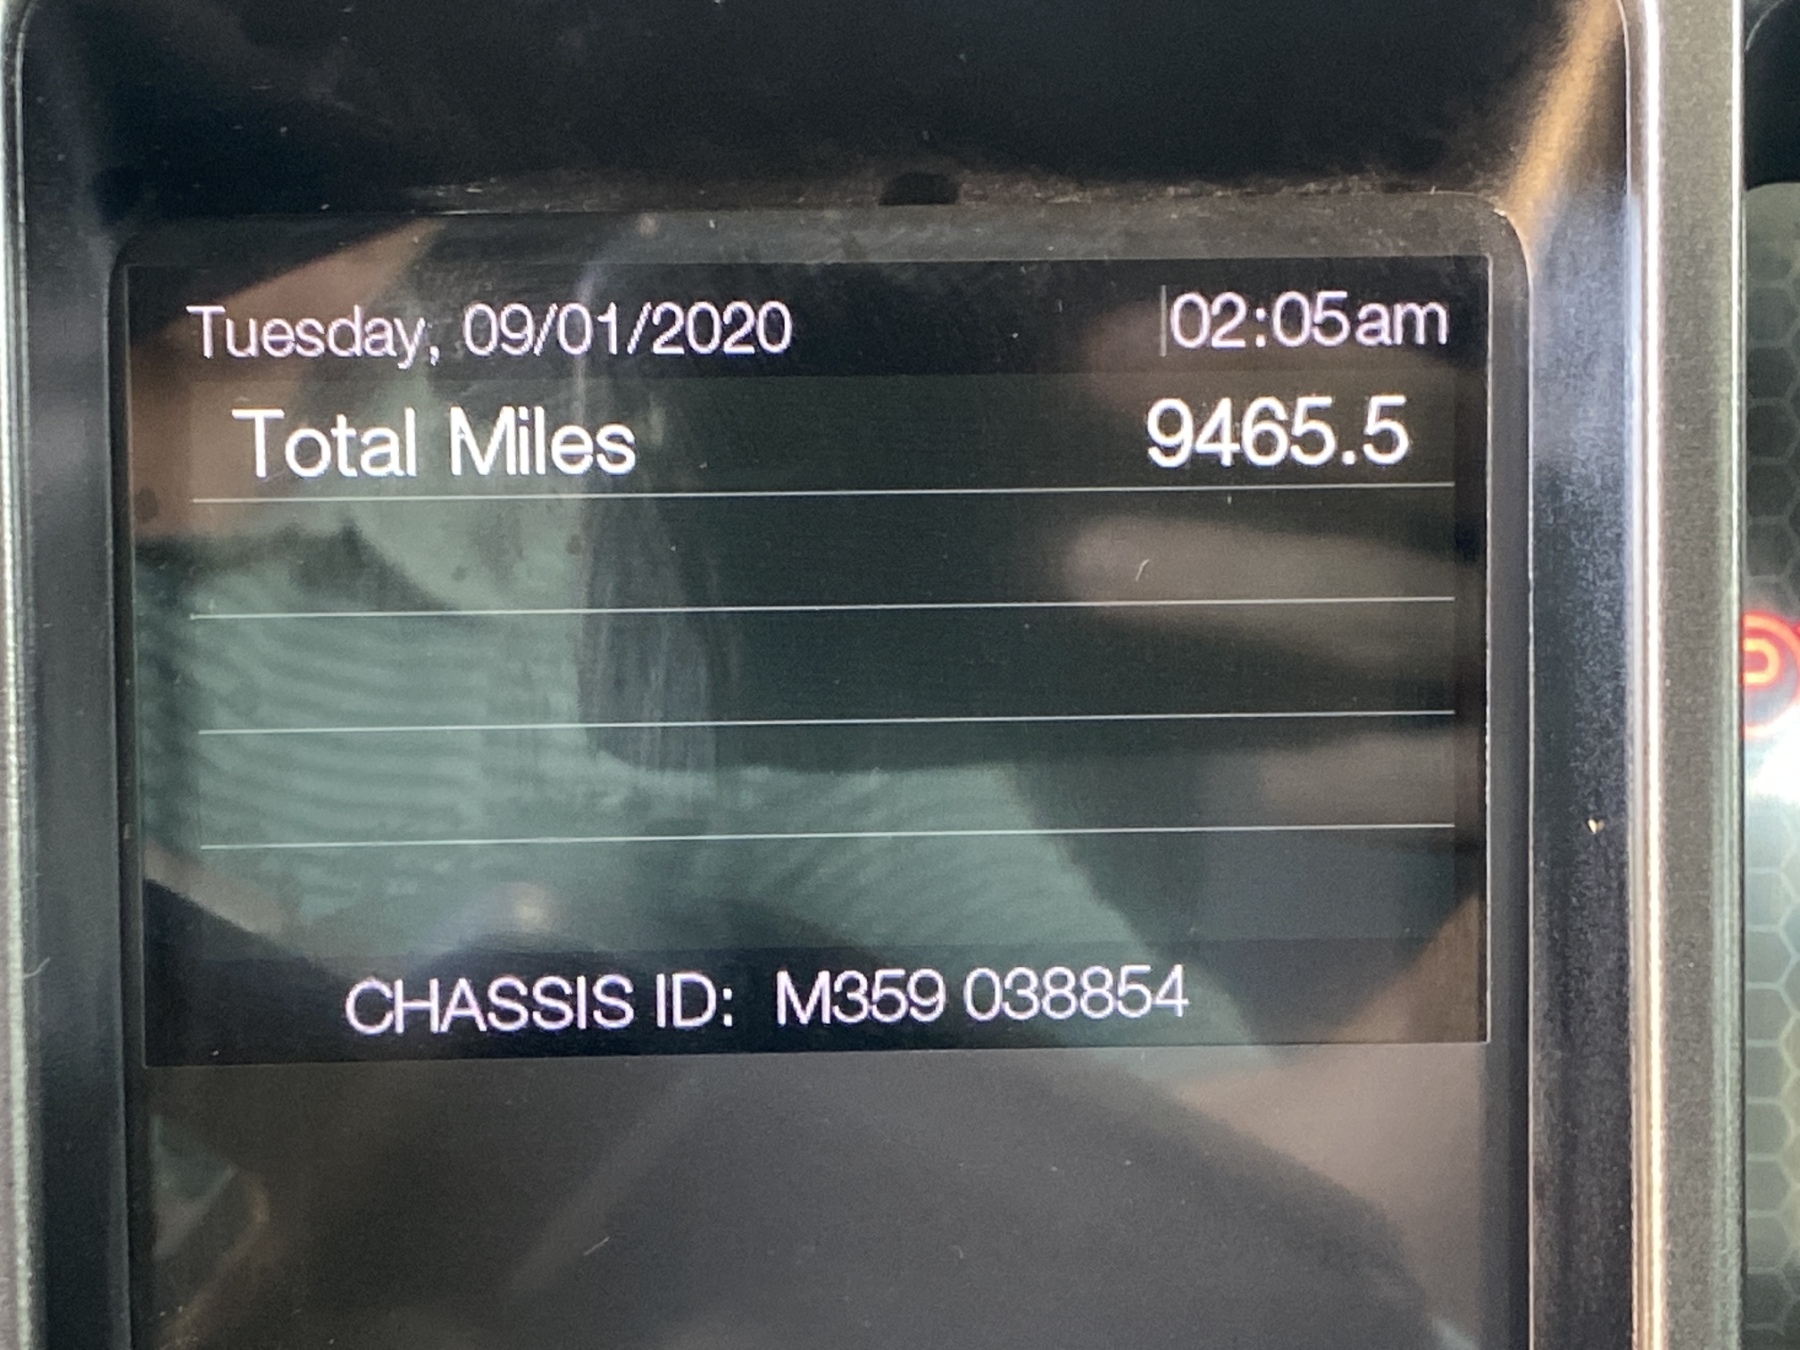 Tuesday, 09/01/2020 02:05am
Total Miles 9465.5
CHASSIS ID: M359 038854